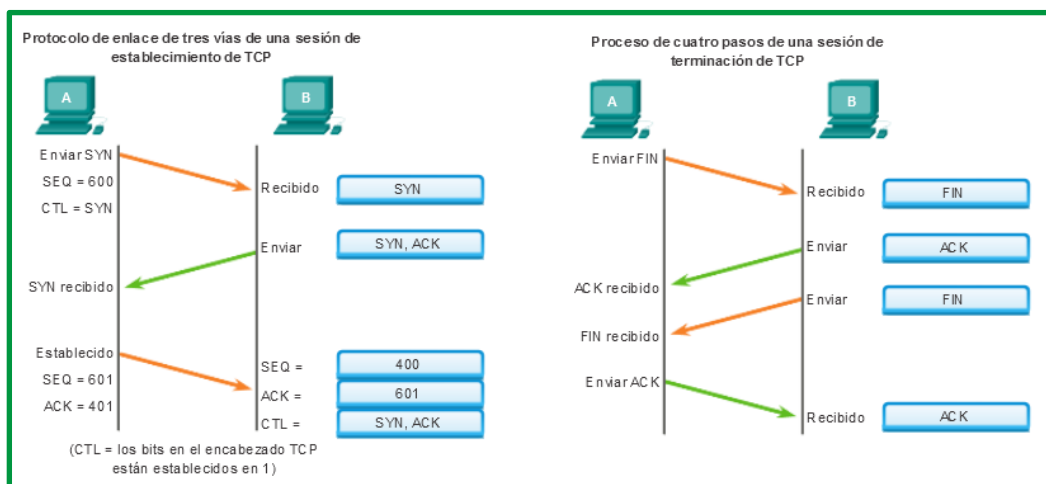 Protocolo de enlace de tres vías de una sesión de
establecimiento de TCP
A
B
Enviar SYN
SEQ = 600
CTL = SYN
Recibido
SYN
Enviar
SYN, ACK
SYN recibido
Establecido
SEQ = 601
ACK = 401
SEQ =
400
ACK =
601
CTL =
SYN, ACK
(CTL = los bits en el encabezado TCP
están establecidos en 1)
Proceso de cuatro pasos de una sesión de
terminación de TCP
A
B
Enviar FIN
Recibido
FIN
Enviar
ACK
ACK recibido
Enviar
FIN
FIN recibido
Enviar ACK
Recibido
ACK